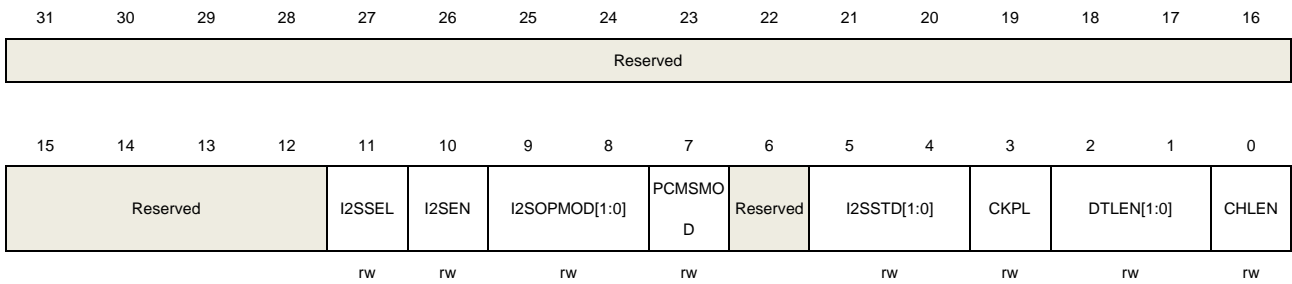 31 30 29 28 27 26 25 24 23 22 21 20 19 18 17 16
Reserved
15 14 13 12 11 10 9 8 7 6 5 4 3 2 1 0
Reserved I2SSEL I2SEN I2SOPMOD[1:0] PCMSMO Reserved I2SSTD[1:0] CKPL DTLEN[1:0] CHLEN
D
rw rw rw rw rw rw rw rw